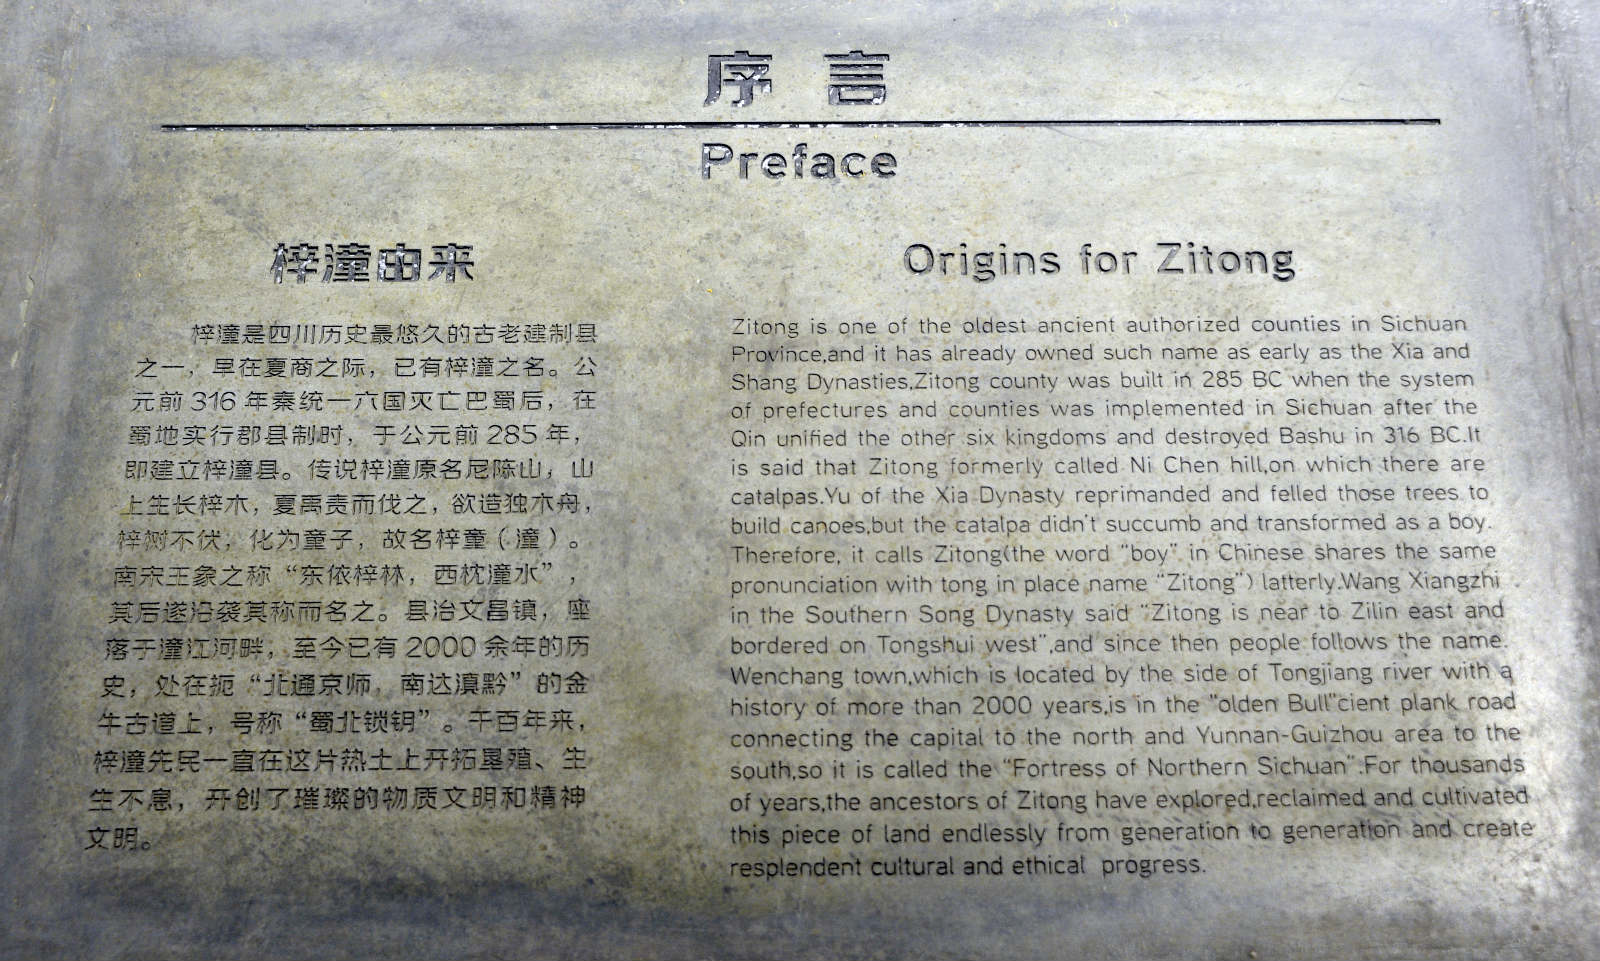 序言
Preface
梓潼由来
梓潼是四川历史最悠久的古老建制县
之一，早在夏商之际，已有梓潼之名。公
元前 316 年秦统一六国灭亡巴蜀后，在
蜀地实行郡县制时，于公元前 285 年，
即建立梓潼县。传说梓潼原名尼陈山，山
上生长梓木，夏禹责而伐之，欲造独木舟，
梓树不伏，化为童子，故名梓童（潼）。
南宋王象之称“东依梓林，西枕潼水”，
其后遂沿袭其称而名之。县治文昌镇，座
落于潼江河畔，至今已有 2000 余年的历
史，处在扼“北通京师，南达滇黔”的金
牛古道上，号称“蜀北锁钥”。千百年来，
梓潼先民一直在这片热土上开拓垦殖、生
生不息，开创了璀璨的物质文明和精神
文明。
Origins for Zitong
Zitong is one of the oldest ancient authorized counties in Sichuan
Province,and it has already owned such name as early as the Xia and
Shang Dynasties,Zitong county was built in 285 BC when the system
of prefectures and counties was implemented in Sichuan after the
Qin unified the other six kingdoms and destroyed Bashu in 316 BC.It
is said that Zitong formerly called Ni Chen hill,on which there are
catalpas.Yu of the Xia Dynasty reprimanded and felled those trees to
build canoes,but the catalpa didn't succumb and transformed as a boy.
Therefore, it calls Zitong(the word "boy" in Chinese shares the same
pronunciation with tong in place name "Zitong") latterly.Wang Xiangzhi
in the Southern Song Dynasty said "Zitong is near to Zilin east and
bordered on Tongshui west",and since then people follows the name.
Wenchang town,which is located by the side of Tongjiang river with a
history of more than 2000 years,is in the "olden Bull"cient plank road
connecting the capital to the north and Yunnan-Guizhou area to the
south,so it is called the "Fortress of Northern Sichuan".For thousands
of years,the ancestors of Zitong have explored,reclaimed and cultivated
this piece of land endlessly from generation to generation and create
resplendent cultural and ethical progress.